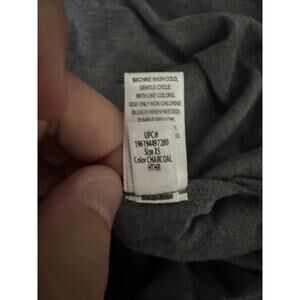 MACHINE WASH COLD,
GENTLE CYCLE
WITH LIKE COLORS.
USE ONLY NON CHLORINE
BLEACH WHEN NEEDED.
UPC#
196194497280
Size XS
Color CHARCOAL
HTHR